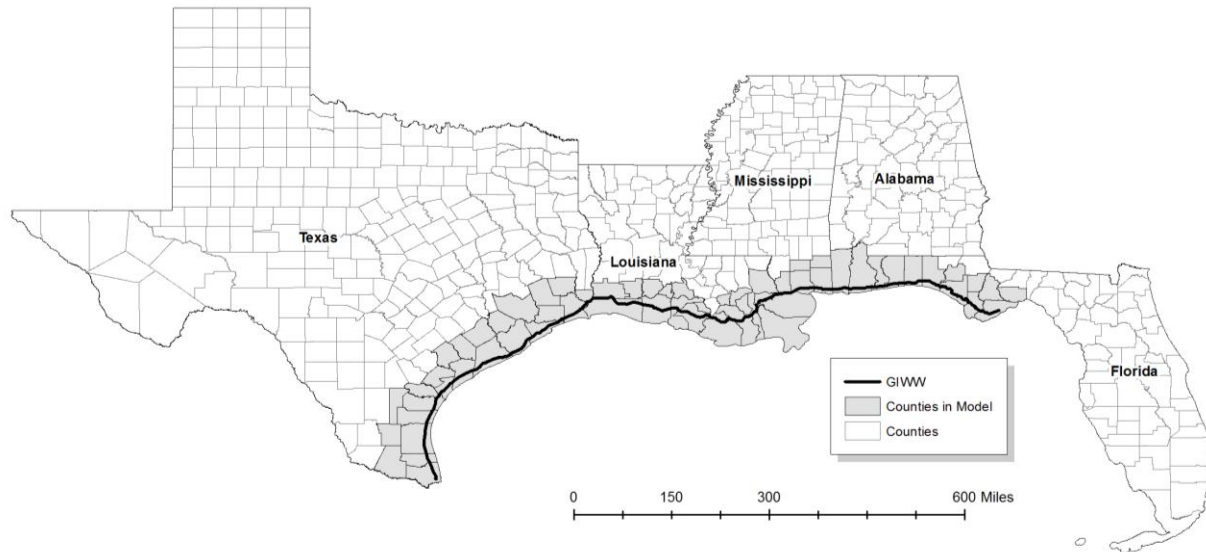 Mississippi
Alabama
Texas
Louisiana
Florida
GIWW
Counties in Model
Counties
0 150 300 600 Miles